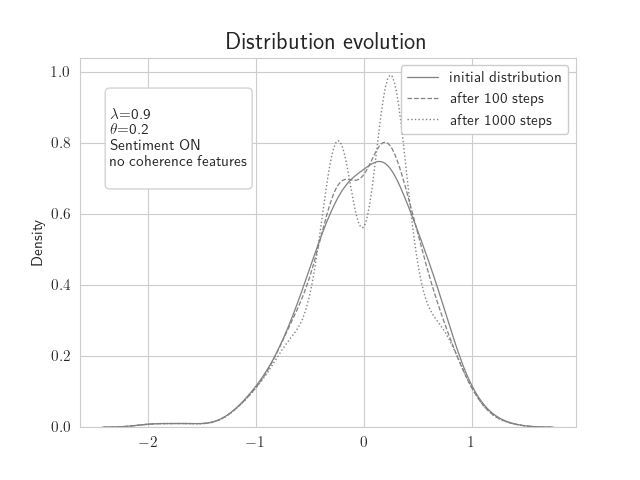 Distribution evolution
initial distribution
after 100 steps
after 1000 steps
λ=0.9
θ=0.2
Sentiment ON
no coherence features
Density
1.0
0.8
0.6
0.4
0.2
0.0
−2
−1
0
1